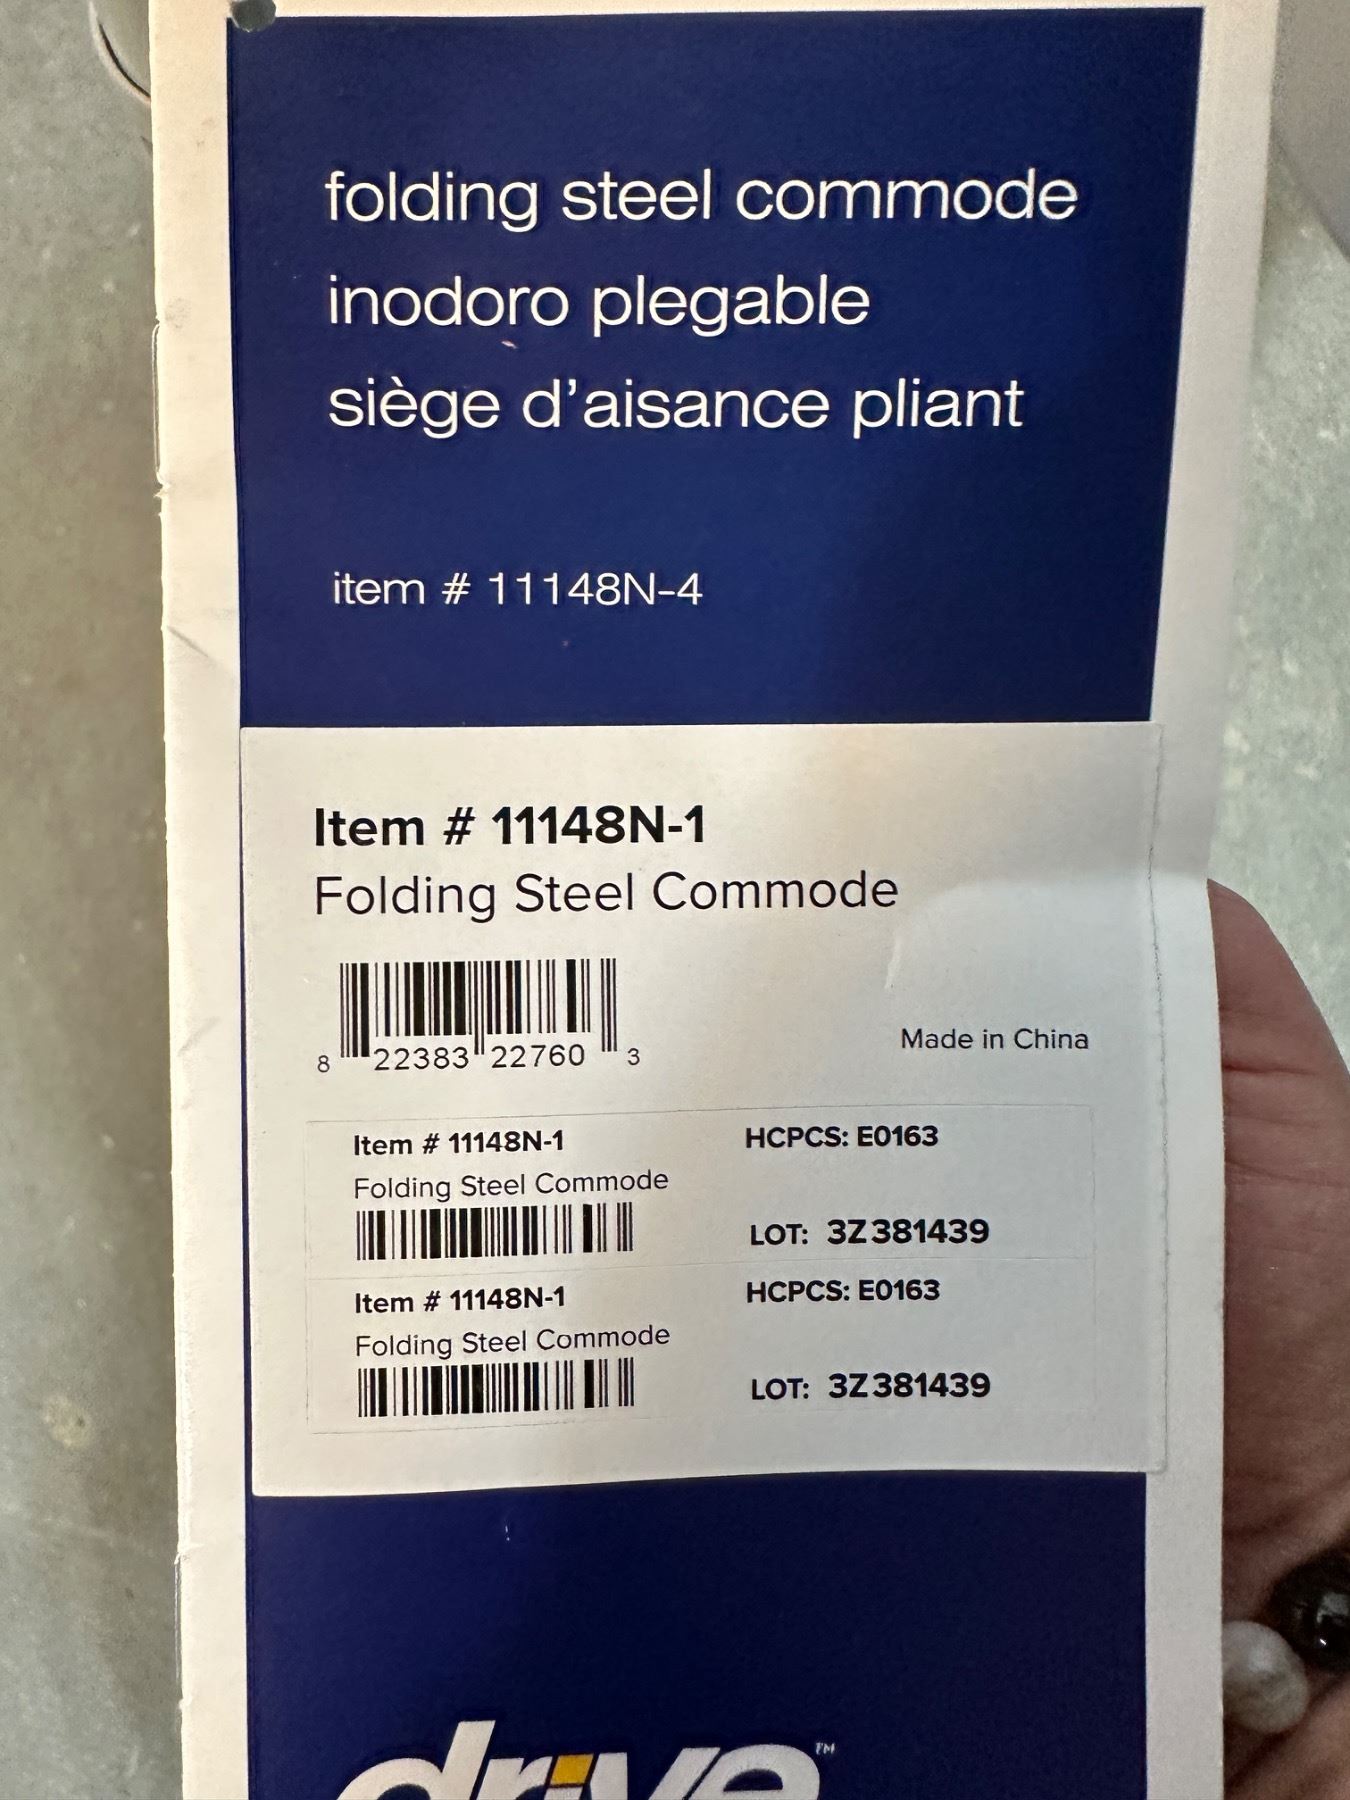 folding steel commode
inodoro plegable
siège d'aisance pliant
item # 11148N-4
Item # 11148N-1
Folding Steel Commode
8 22383 22760 3
Made in China
Item # 11148N-1
HCPCS: E0163
Folding Steel Commode
LOT: 3Z381439
Item # 11148N-1
HCPCS: E0163
Folding Steel Commode
LOT: 3Z381439
drive™